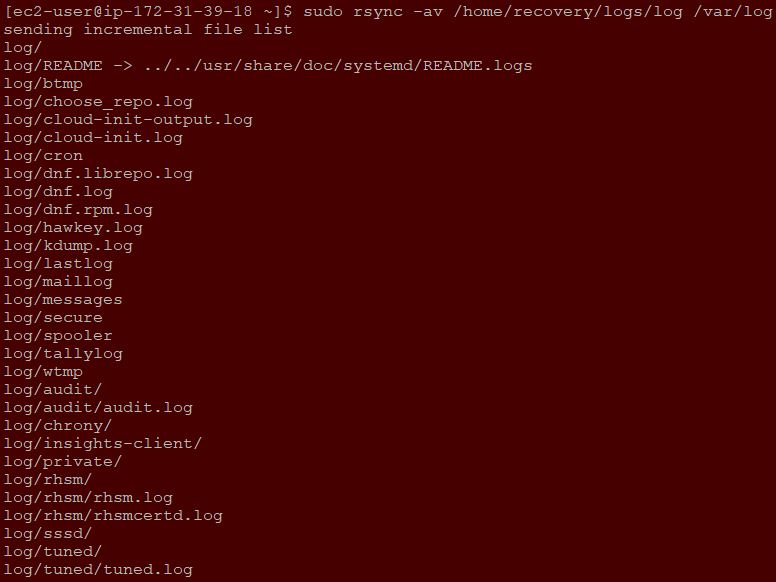 [ec2-user@ip-172-31-39-18 ~]$ sudo rsync -av /home/recovery/logs/log /var/log
sending incremental file list
log/
log/README -> ../../usr/share/doc/systemd/README.logs
log/btmp
log/choose_repo.log
log/cloud-init-output.log
log/cloud-init.log
log/cron
log/dnf.librepo.log
log/dnf.log
log/dnf.rpm.log
log/hawkey.log
log/kdump.log
log/lastlog
log/maillog
log/messages
log/secure
log/spooler
log/tallylog
log/wtmp
log/audit/
log/audit/audit.log
log/chrony/
log/insights-client/
log/private/
log/rhsm/
log/rhsm/rhsm.log
log/rhsm/rhsmcertd.log
log/sssd/
log/tuned/
log/tuned/tuned.log